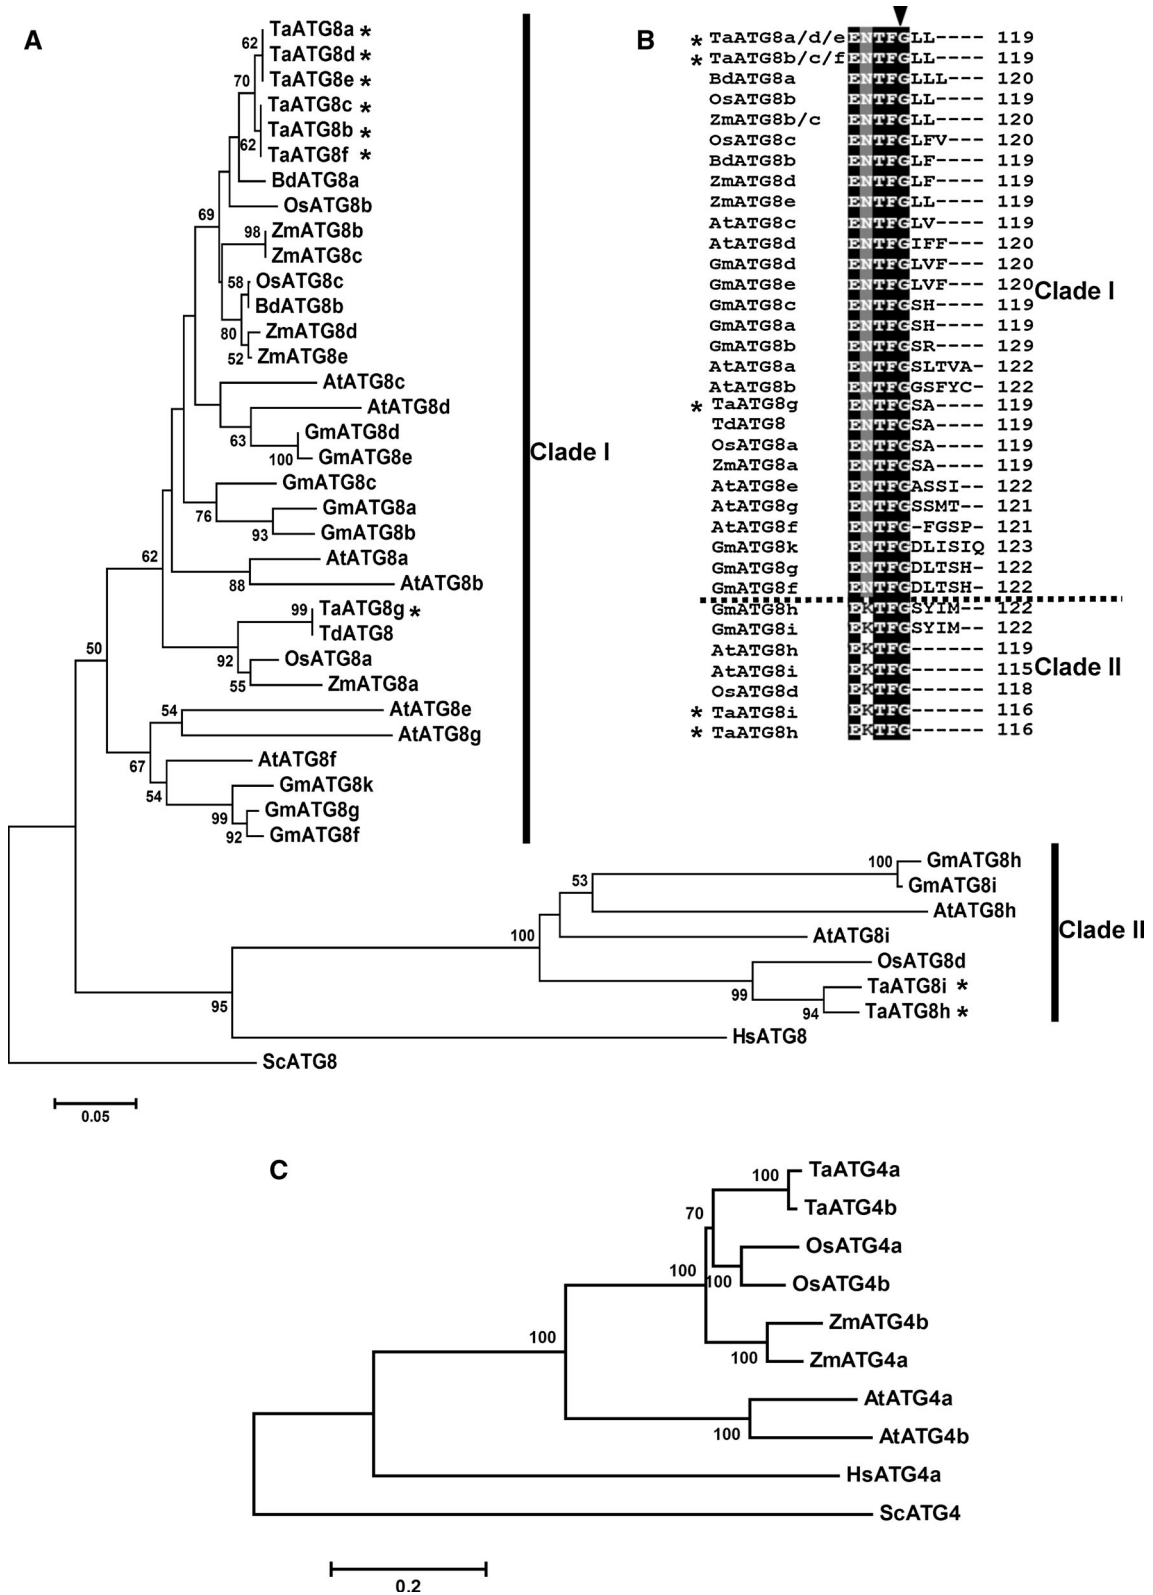 A
62
TaATG8a *
TaATG8d *
70
TaATG8e *
TaATG8c *
TaATG8b *
62
TaATG8f *
BdATG8a
OsATG8b
69
98
ZmATG8b
ZmATG8c
58
OsATG8c
BdATG8b
80
ZmATG8d
52
ZmATG8e
AtATG8c
AtATG8d
63
GmATG8d
100
GmATG8e
GmATG8c
76
GmATG8a
93
GmATG8b
62
AtATG8a
88
AtATG8b
99
TaATG8g *
TdATG8
50
92
OsATG8a
55
ZmATG8a
54
AtATG8e
AtATG8g
67
AtATG8f
54
GmATG8k
99
GmATG8g
92
GmATG8f
Clade I
100
GmATG8h
53
GmATG8i
AtATG8h
100
AtATG8i
OsATG8d
99
TaATG8i *
95
94
TaATG8h *
HsATG8
ScATG8
Clade II
0.05
B
* TaATG8a/d/e ENTFGLL---- 119
* TaATG8b/c/f ENTFGLL---- 119
BdATG8a ENTFGLLL--- 120
OsATG8b ENTFGLL---- 119
ZmATG8b/c ENTFGLL---- 120
OsATG8c ENTFGLFV--- 120
BdATG8b ENTFGLF---- 119
ZmATG8d ENTFGLF---- 119
ZmATG8e ENTFGLL---- 119
AtATG8c ENTFGLV---- 119
AtATG8d ENTFGIFF--- 120
GmATG8d ENTFGLVF--- 120
GmATG8e ENTFGLVF--- 120
Clade I
GmATG8c ENTFGSH---- 119
GmATG8a ENTFGSH---- 119
GmATG8b ENTFGSR---- 129
AtATG8a ENTFGSLTVA- 122
AtATG8b ENTFGGSFYC- 122
* TaATG8g ENTFGSA---- 119
TdATG8 ENTFGSA---- 119
OsATG8a ENTFGSA---- 119
ZmATG8a ENTFGSA---- 119
AtATG8e ENTFGASSI-- 122
AtATG8g ENTFGSSMT-- 121
AtATG8f ENTFG-FGSP- 121
GmATG8k ENTFGDLISIQ 123
GmATG8g ENTFGDLTSH- 122
GmATG8f ENTFGDLTSH- 122
GmATG8h EKTFGSYIM-- 122
GmATG8i EKTFGSYIM-- 122
AtATG8h EKTFG------ 119
AtATG8i EKTFG------ 115
Clade II
OsATG8d EKTFG------ 118
* TaATG8i EKTFG------ 116
* TaATG8h EKTFG------ 116
C
100
TaATG4a
TaATG4b
70
OsATG4a
100
100
OsATG4b
ZmATG4b
100
100
ZmATG4a
AtATG4a
100
AtATG4b
HsATG4a
ScATG4
0.2